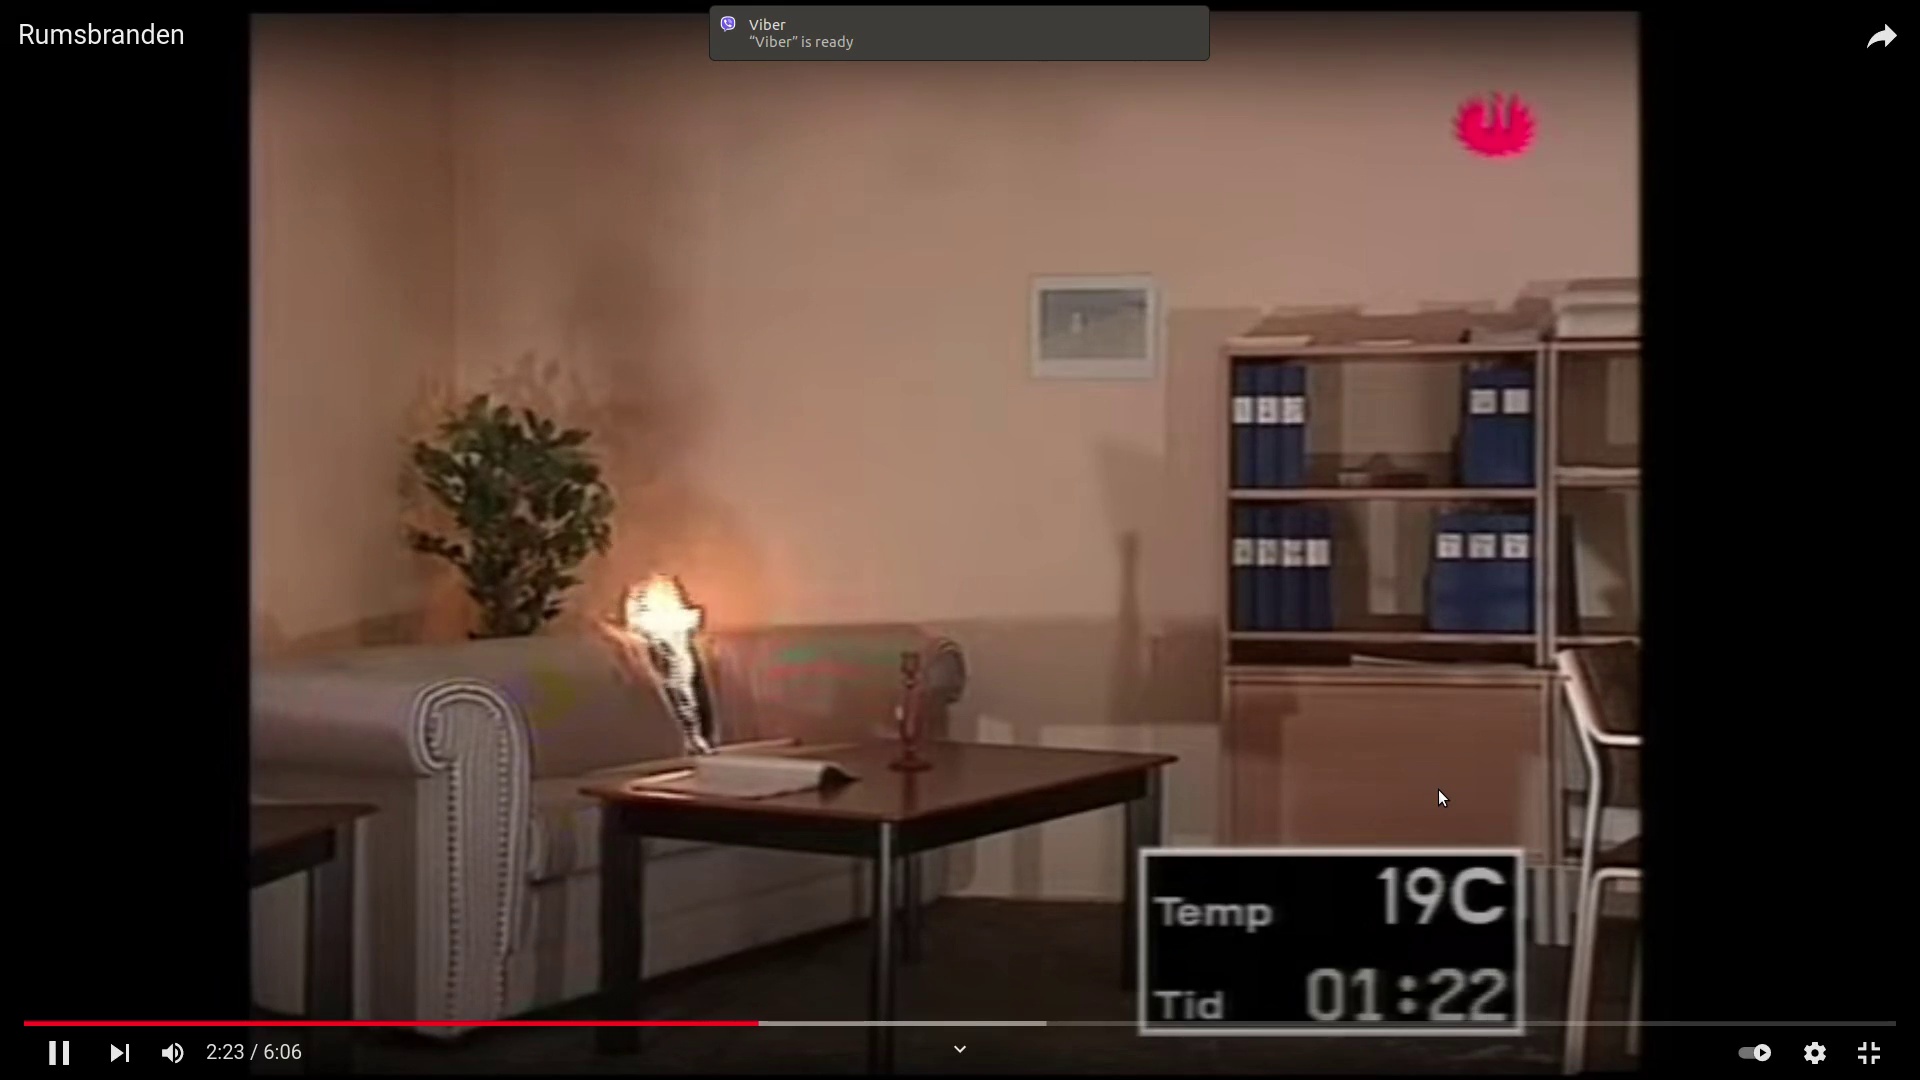 Rumsbranden
Viber
“Viber” is ready
Temp 19C
Tid 01:22
2:23 / 6:06